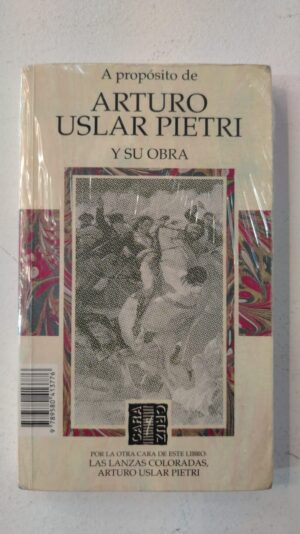 A propósito de
ARTURO
USLAR PIETRI
Y SU OBRA
CARA
CRUZ
POR LA OTRA CARA DE ESTE LIBRO:
LAS LANZAS COLORADAS,
ARTURO USLAR PIETRI